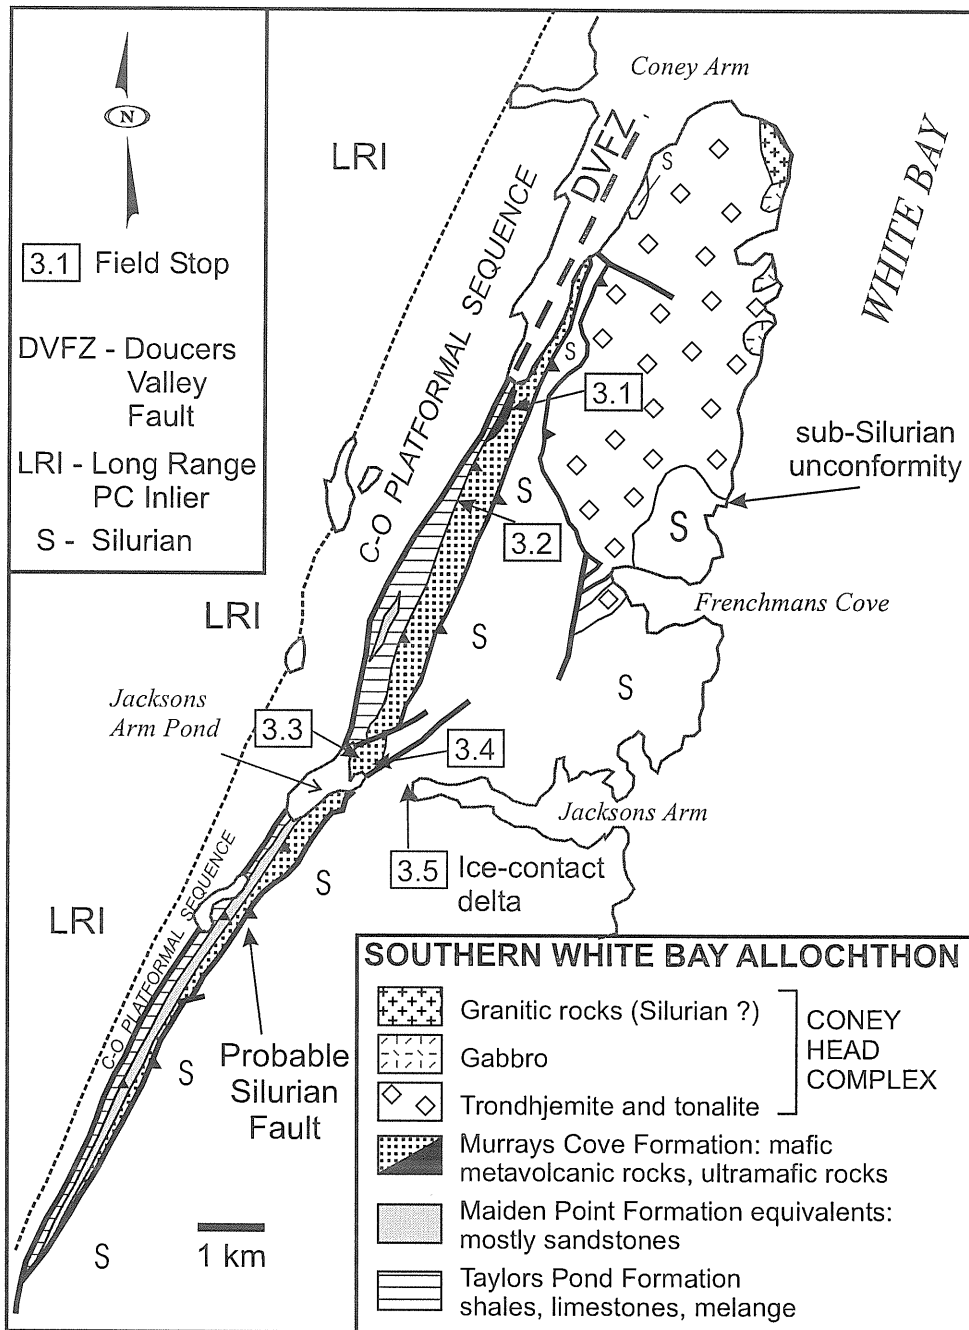 N
3.1 Field Stop
DVFZ - Doucers
Valley
Fault
LRI - Long Range
PC Inlier
S - Silurian
Coney Arm
WHITE BAY
LRI
DVFZ
S
C-O PLATFORMAL SEQUENCE
S
3.1
sub-Silurian
unconformity
S
S
3.2
LRI
Frenchmans Cove
S
S
Jacksons
Arm Pond
3.3
3.4
Jacksons Arm
3.5 Ice-contact
delta
S
C-O PLATFORMAL SEQUENCE
LRI
Probable
Silurian
Fault
S
S
1 km
SOUTHERN WHITE BAY ALLOCHTHON
Granitic rocks (Silurian ?)
Gabbro
Trondhjemite and tonalite
CONEY
HEAD
COMPLEX
Murrays Cove Formation: mafic
metavolcanic rocks, ultramafic rocks
Maiden Point Formation equivalents:
mostly sandstones
Taylors Pond Formation
shales, limestones, melange